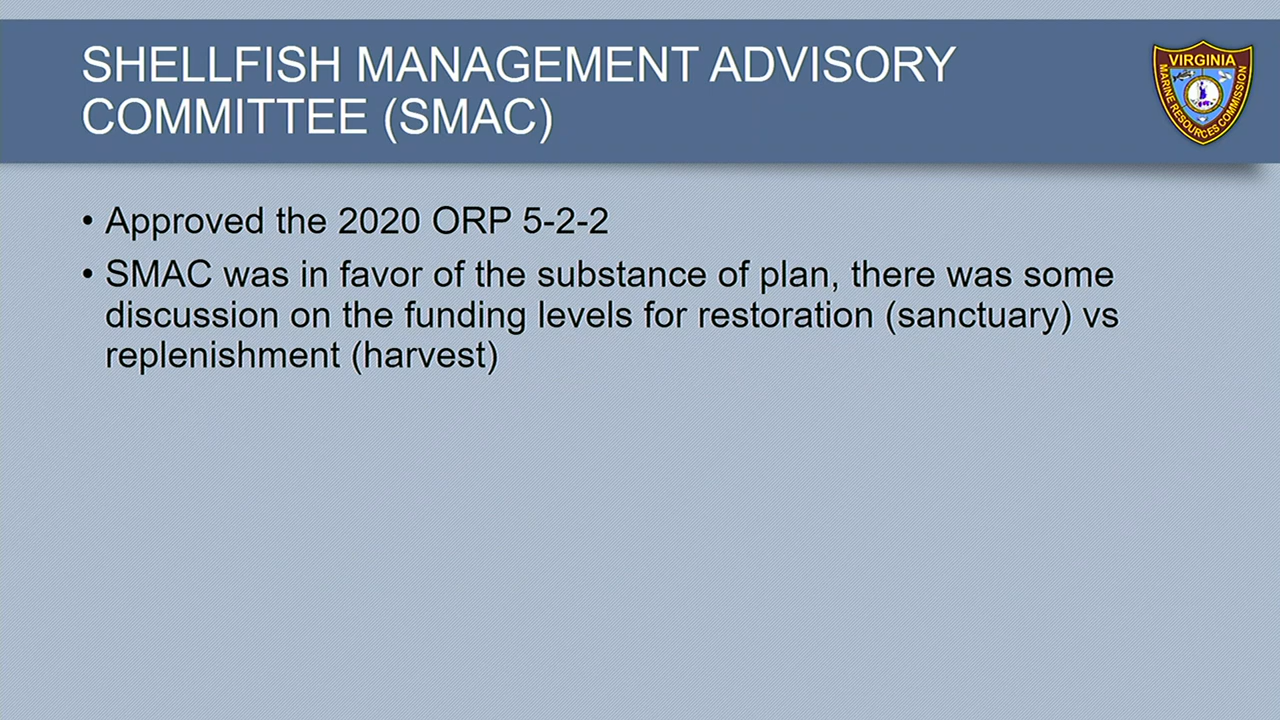 SHELLFISH MANAGEMENT ADVISORY
COMMITTEE (SMAC)
VIRGINIA
MARINE RESOURCES COMMISSION
• Approved the 2020 ORP 5-2-2
• SMAC was in favor of the substance of plan, there was some
discussion on the funding levels for restoration (sanctuary) vs
replenishment (harvest)